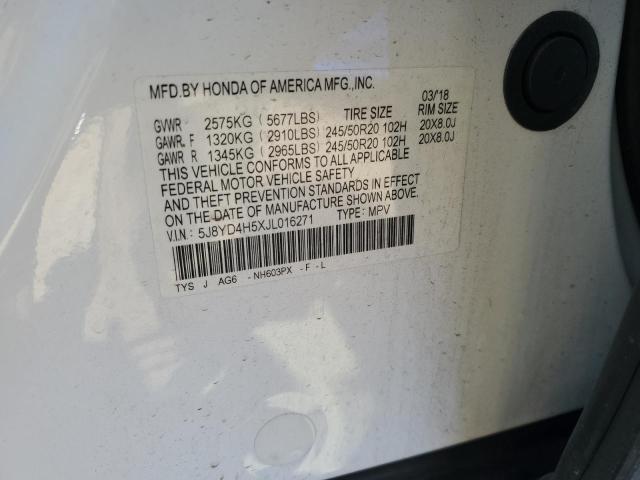 MFD.BY HONDA OF AMERICA MFG.,INC.
03/'18
GVWR 2575KG ( 5677LBS) TIRE SIZE RIM SIZE
GAWR. F 1320KG ( 2910LBS) 245/50R20 102H 20X8.0J
GAWR R 1345KG ( 2965LBS) 245/50R20 102H 20X8.0J
THIS VEHICLE CONFORMS TO ALL APPLICABLE
FEDERAL MOTOR VEHICLE SAFETY
AND THEFT PREVENTION STANDARDS IN EFFECT
ON THE DATE OF MANUFACTURE SHOWN ABOVE.
V.I.N: 5J8YD4H5XJL016271 TYPE: MPV
TYS J AG6 -NH603PX -F -L